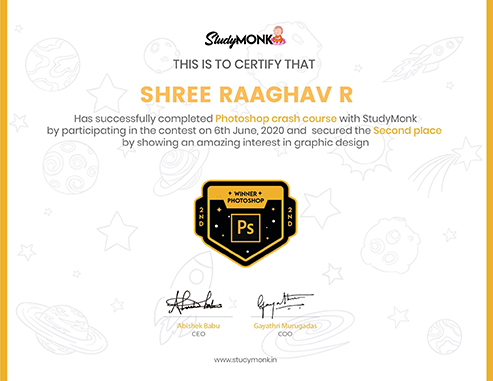 StudyMONK
THIS IS TO CERTIFY THAT
SHREE RAAGHAV R
Has successfully completed Photoshop crash course with StudyMonk
by participating in the contest on 6th June, 2020 and secured the Second place
by showing an amazing interest in graphic design
WINNER
PHOTOSHOP
2ND
Ps
2ND
Abishek Babu
Gayathri Murugadas
CEO
COO
www.studymonk.in